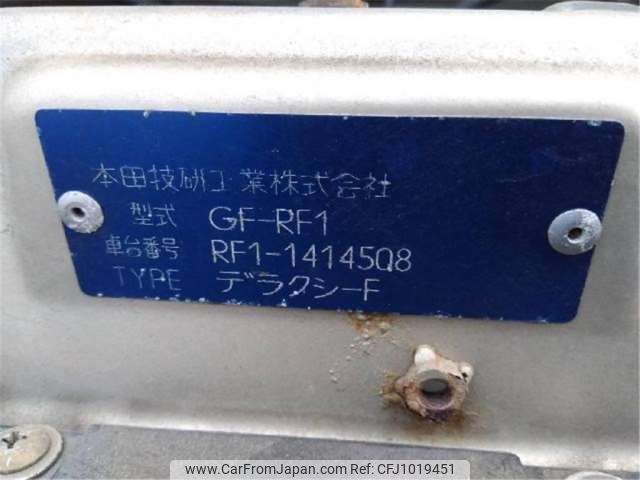 本田技研工業株式会社
型式 GF-RF1
車台番号 RF1-1414508
TYPE デラクシーF
www.CarFromJapan.com #CFJ1019451